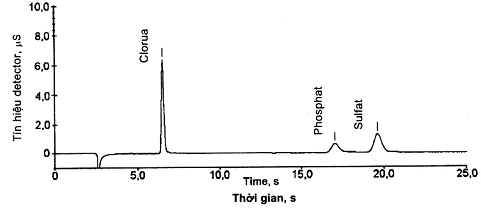 10,0
8,0
6,0
4,0
2,0
0
Tín hiệu detector, µS
Clorua
Phosphat
Sulfat
0
5,0
10,0
15,0
20,0
25,0
Time, s
Thời gian, s